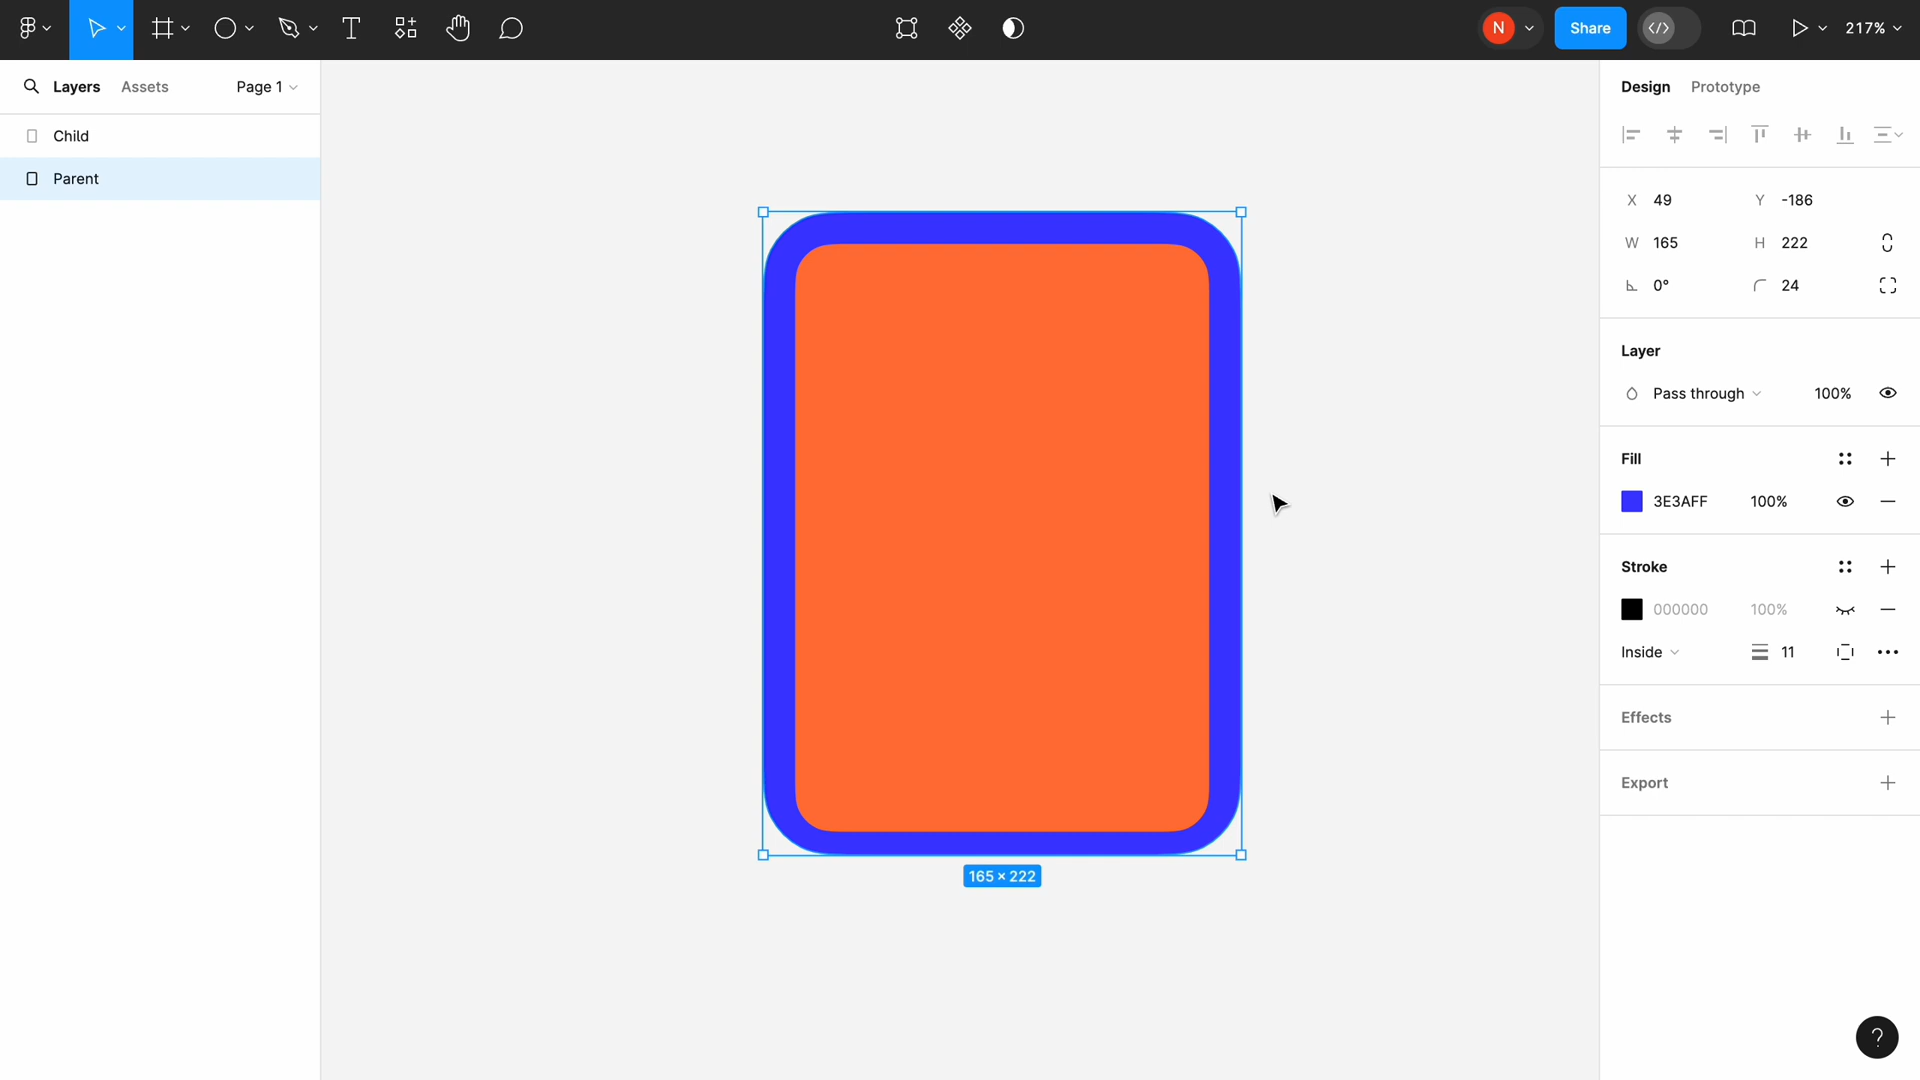 N
Share
217%
Layers
Assets
Page 1
Child
Parent
165 × 222
Design
Prototype
X 49
Y -186
W 165
H 222
0°
24
Layer
Pass through
100%
Fill
3E3AFF
100%
Stroke
000000
100%
Inside
11
Effects
Export
?